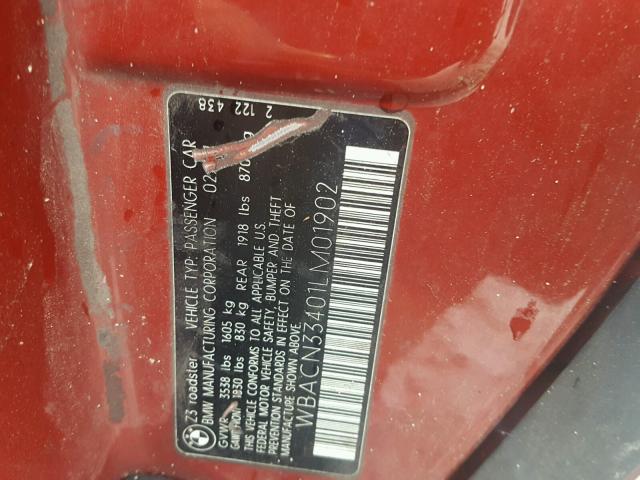 Z3 roadster VEHICLE TYPE: PASSENGER CAR 2 122 438
BMW MANUFACTURING CORPORATION
GVWR 3538 lbs 1605 kg
GAWR FRONT 1830 lbs 830 kg REAR 1918 lbs
THIS VEHICLE CONFORMS TO ALL APPLICABLE U.S.
FEDERAL MOTOR VEHICLE SAFETY, BUMPER AND THEFT
PREVENTION STANDARDS IN EFFECT ON THE DATE OF
MANUFACTURE SHOWN ABOVE.
WBACN33401LM01902